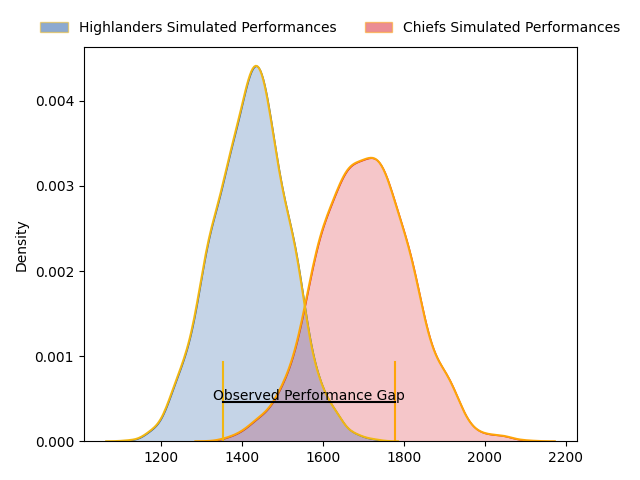 Highlanders Simulated Performances
Chiefs Simulated Performances
Density
0.004
0.003
0.002
0.001
0.000
Observed Performance Gap
1200 1400 1600 1800 2000 2200